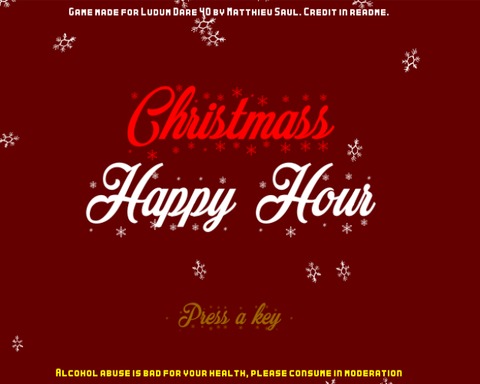 Game made for Ludum Dare 40 by Matthieu Saul. Credit in readme.
Christmass
Happy Hour
Press a key
Alcohol abuse is bad for your health, please consume in moderation